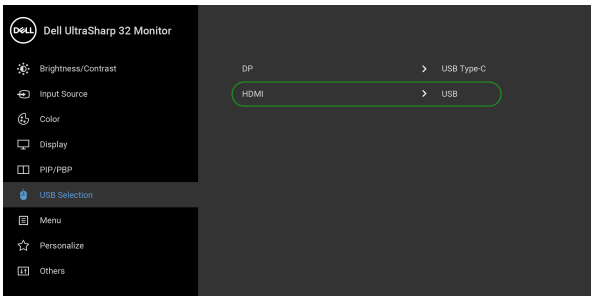 DELL Dell UltraSharp 32 Monitor
Brightness/Contrast
Input Source
Color
Display
PIP/PBP
USB Selection
Menu
Personalize
Others
DP > USB Type-C
HDMI > USB